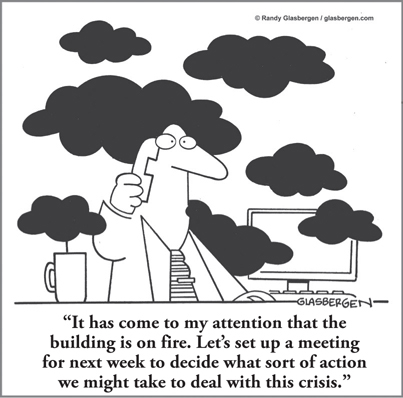 © Randy Glasbergen / glasbergen.com
GLASBERGEN
“It has come to my attention that the
building is on fire. Let’s set up a meeting
for next week to decide what sort of action
we might take to deal with this crisis.”